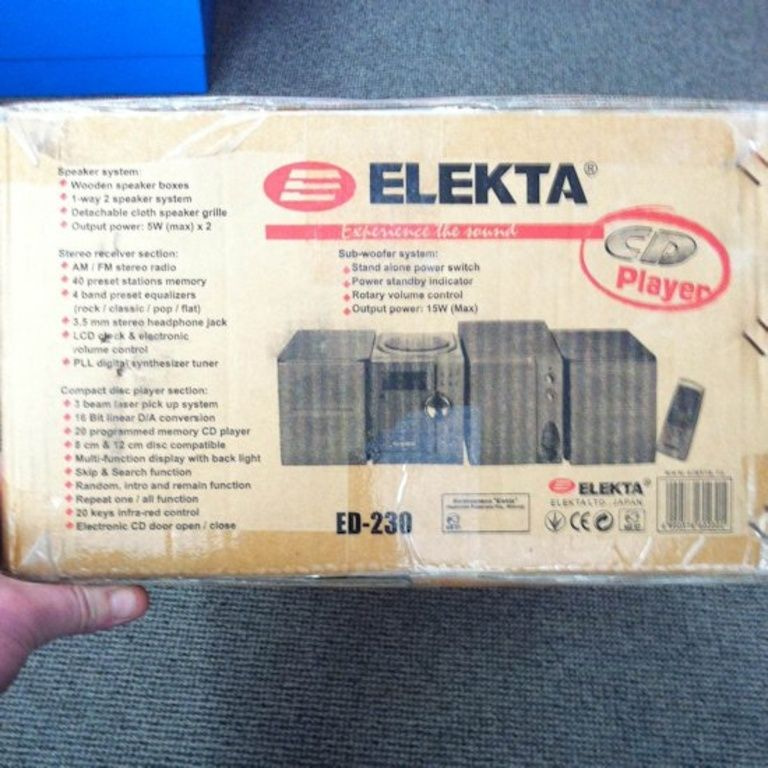 Speaker system:
Wooden speaker boxes
1-way 2 speaker system
Detachable cloth speaker grille
Output power: 5W (max) x 2
Stereo receiver section:
AM / FM stereo radio
40 preset stations memory
4 band preset equalizers
(rock / classic / pop / flat)
3.5 mm stereo headphone jack
LCD clock & electronic
volume control
PLL digital synthesizer tuner
Compact disc player section:
3 beam laser pick up system
16 Bit linear D/A conversion
20 programmed memory CD player
8 cm & 12 cm disc compatible
Multi-function display with back light
Skip & Search function
Random, intro and remain function
Repeat one / all function
20 keys infra-red control
Electronic CD door open / close
ELEKTA®
Experience the sound
CD
Player
Sub-woofer system:
Stand alone power switch
Power standby indicator
Rotary volume control
Output power: 15W (Max)
ED-230
ELEKTA®
ELEKTA LTD. JAPAN
CE